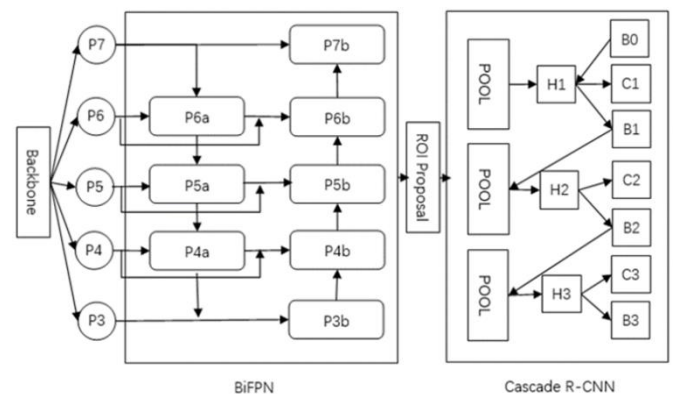 Backbone
P7
P6
P5
P4
P3
P6a
P5a
P4a
P7b
P6b
P5b
P4b
P3b
BiFPN
ROI Proposal
POOL
H1
B0
C1
B1
POOL
H2
C2
B2
POOL
H3
C3
B3
Cascade R-CNN